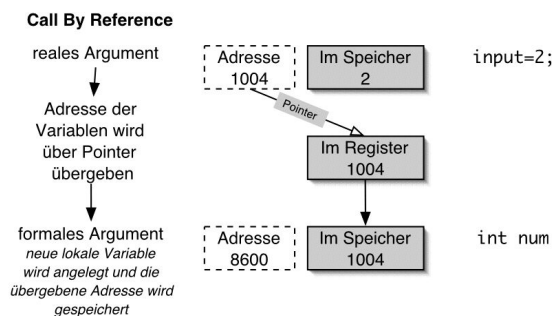 Call By Reference
reales Argument
Adresse
1004
Im Speicher
2
input=2;
Pointer
Adresse der
Variablen wird
über Pointer
übergeben
Im Register
1004
formales Argument
neue lokale Variable
wird angelegt und die
übergebene Adresse wird
gespeichert
Adresse
8600
Im Speicher
1004
int num